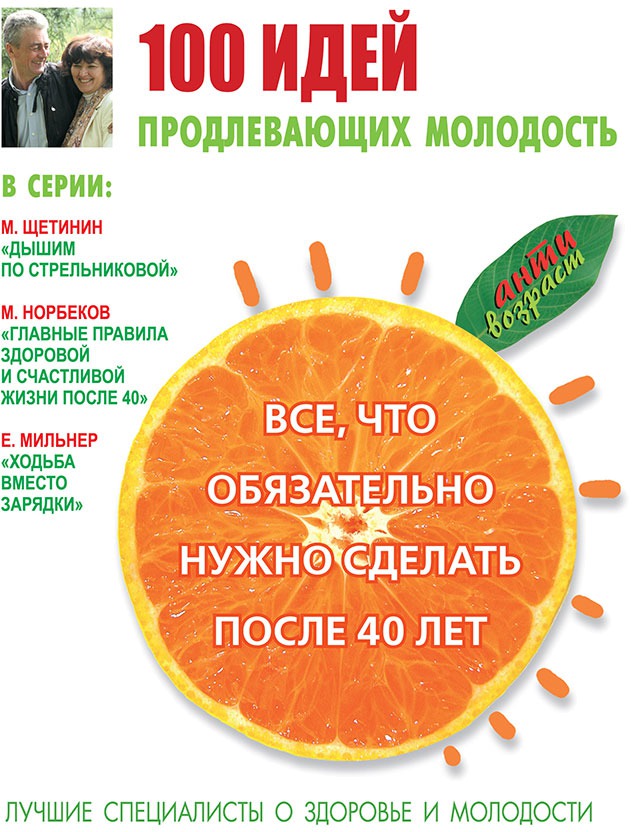 100 ИДЕЙ
ПРОДЛЕВАЮЩИХ МОЛОДОСТЬ
В СЕРИИ:
М. ЩЕТИНИН
«ДЫШИМ
ПО СТРЕЛЬНИКОВОЙ»
М. НОРБЕКОВ
«ГЛАВНЫЕ ПРАВИЛА
ЗДОРОВОЙ
И СЧАСТЛИВОЙ
ЖИЗНИ ПОСЛЕ 40»
Е. МИЛЬНЕР
«ХОДЬБА
ВМЕСТО
ЗАРЯДКИ»
анти
возраст
ВСЕ, ЧТО
ОБЯЗАТЕЛЬНО
НУЖНО СДЕЛАТЬ
ПОСЛЕ 40 ЛЕТ
ЛУЧШИЕ СПЕЦИАЛИСТЫ О ЗДОРОВЬЕ И МОЛОДОСТИ